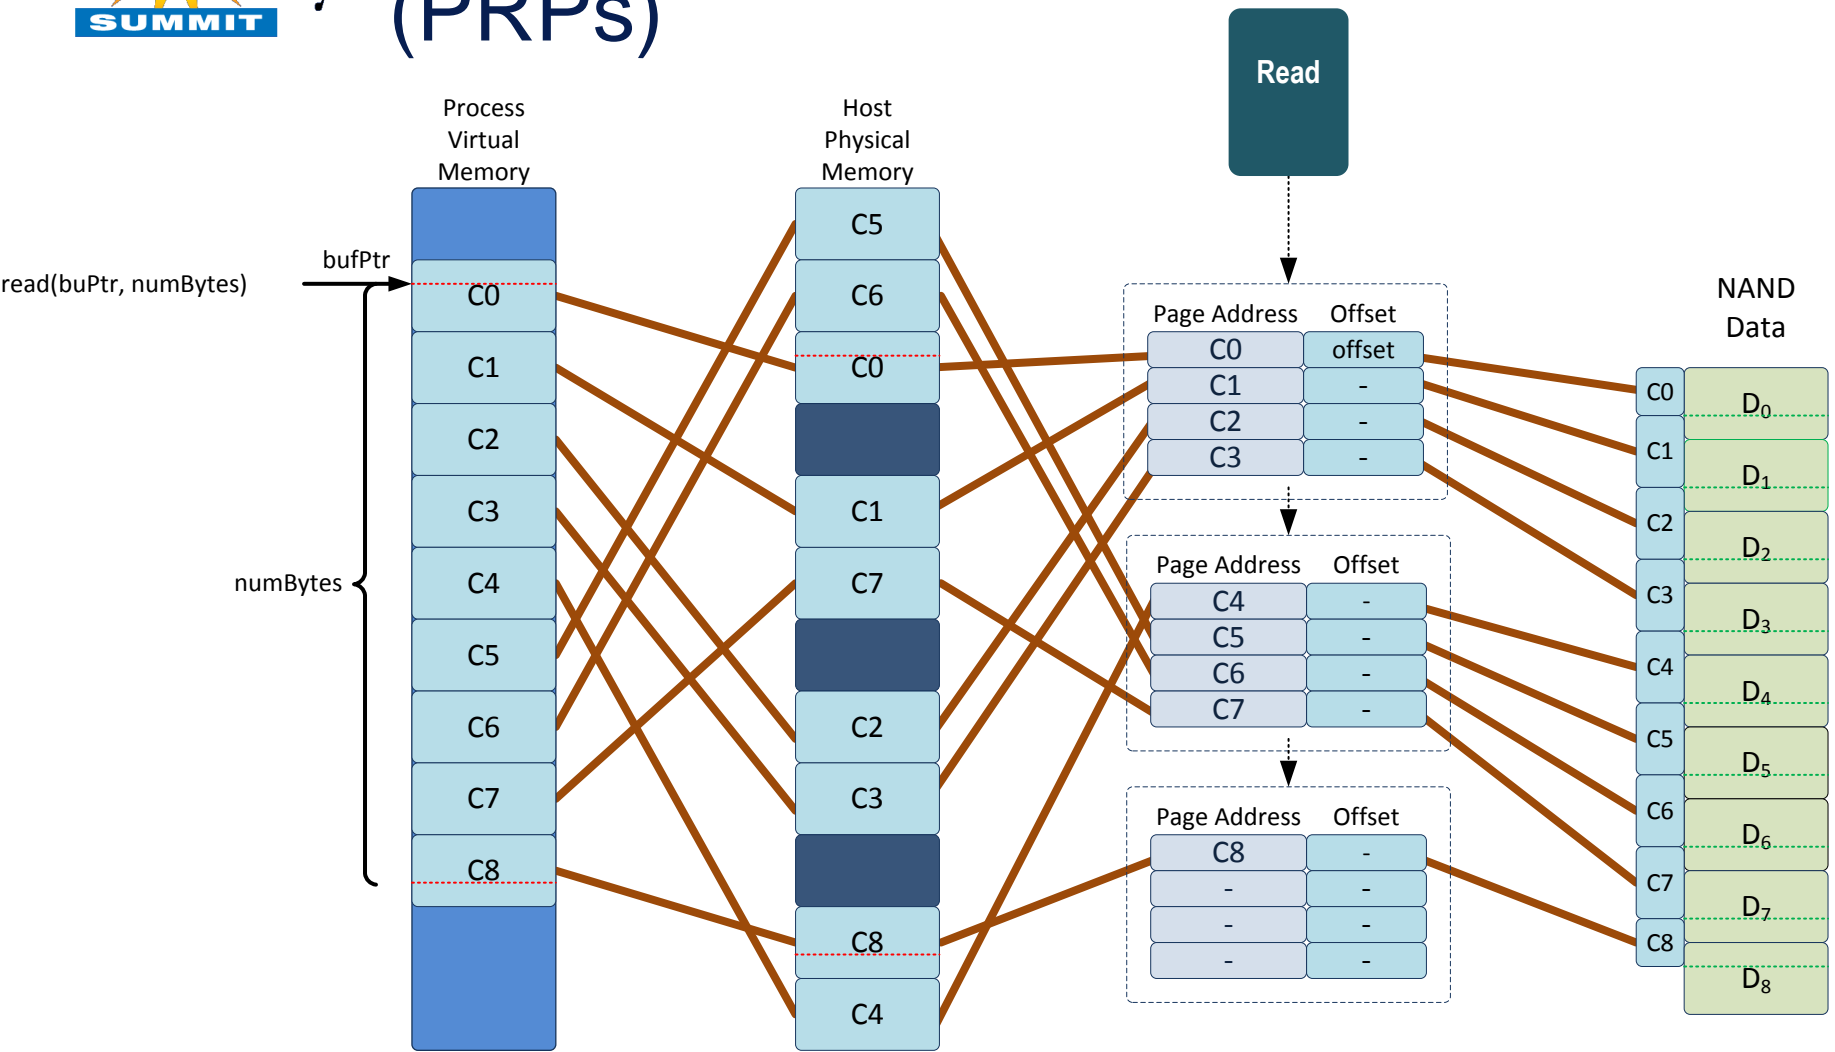 SUMMIT
(PRPs)
Read
Process
Virtual
Memory
Host
Physical
Memory
read(buPtr, numBytes)
bufPtr
numBytes
C0
C1
C2
C3
C4
C5
C6
C7
C8
C5
C6
C0
C1
C7
C2
C3
C8
C4
Page Address Offset
C0 offset
C1 -
C2 -
C3 -
Page Address Offset
C4 -
C5 -
C6 -
C7 -
Page Address Offset
C8 -
- -
- -
- -
NAND
Data
C0 D0
C1 D1
C2 D2
C3 D3
C4 D4
C5 D5
C6 D6
C7 D7
C8 D8